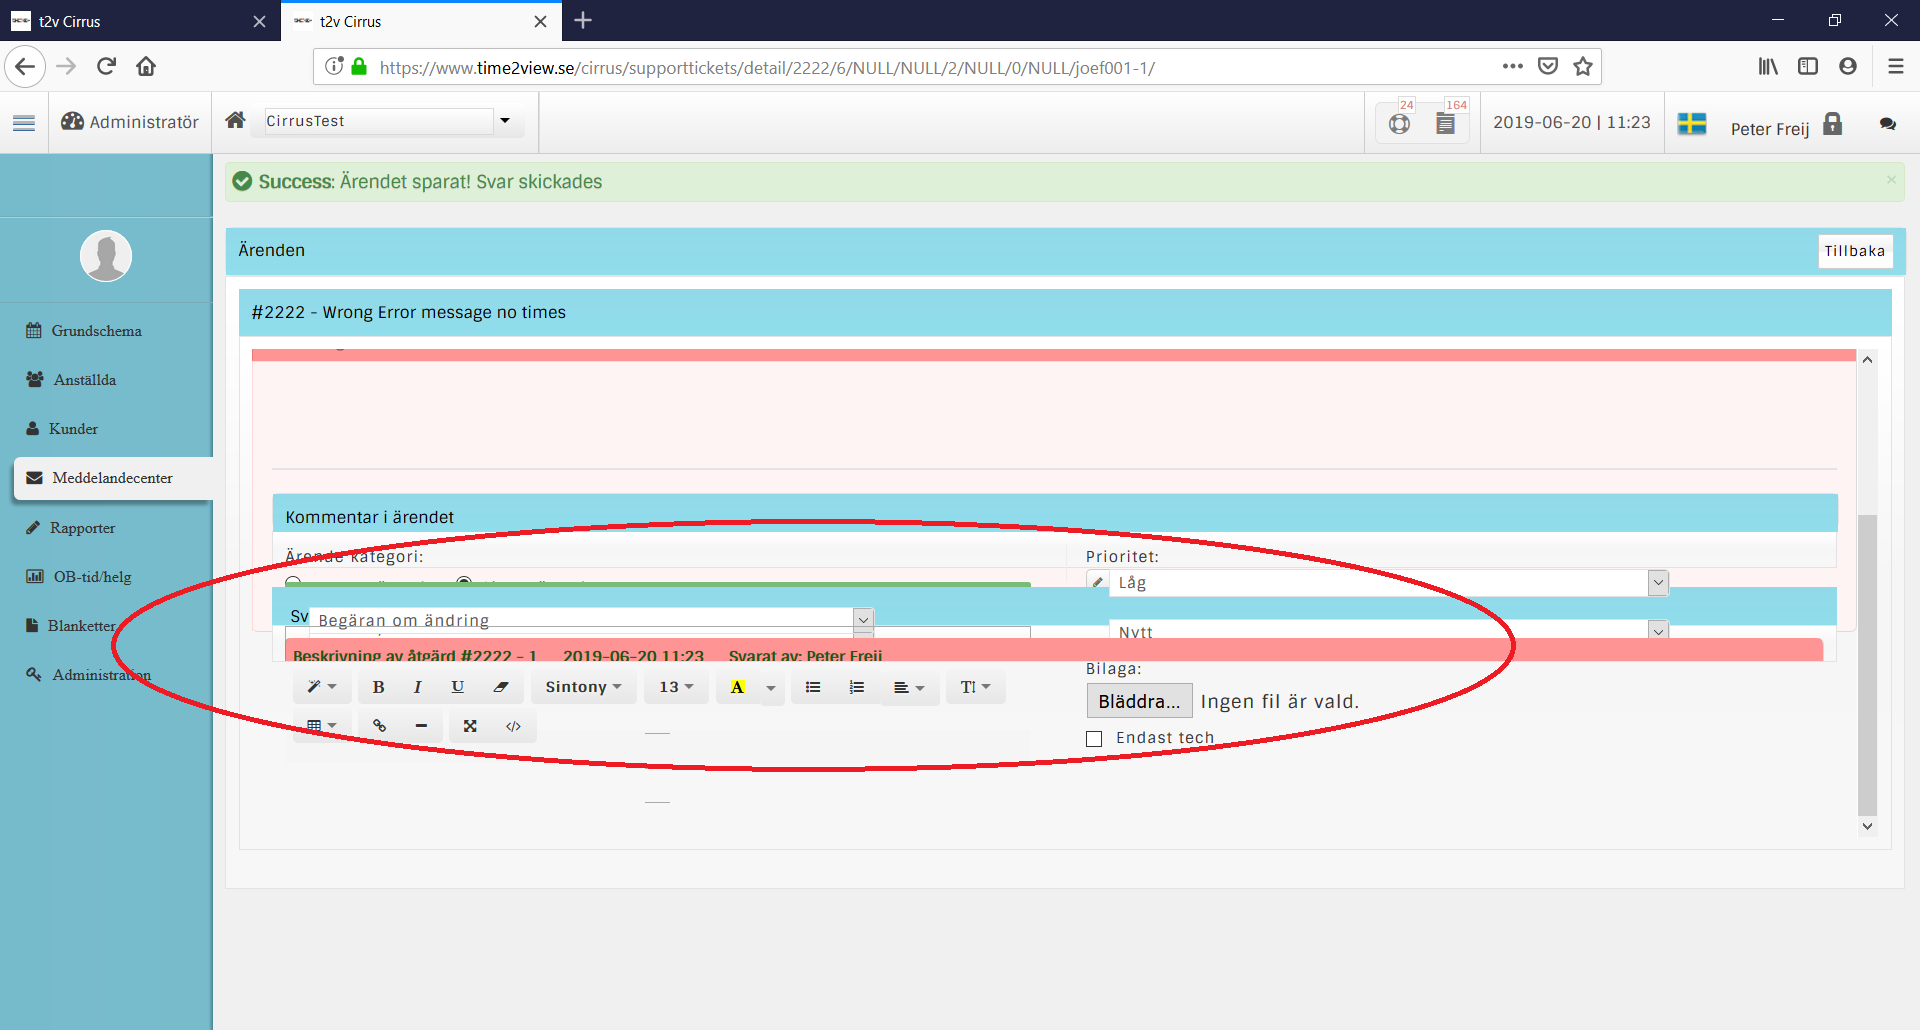 t2v Cirrus
t2v Cirrus
https://www.time2view.se/cirrus/supporttickets/detail/2222/6/NULL/NULL/2/NULL/0/NULL/joef001-1/
Administratör
CirrusTest
24
164
2019-06-20 | 11:23
Peter Freij
Success: Ärendet sparat! Svar skickades
×
Ärenden
Tillbaka
#2222 - Wrong Error message no times
Grundschema
Anställda
Kunder
Meddelandecenter
Rapporter
OB-tid/helg
Blanketter
Administration
Kommentar i ärendet
Ärende kategori:
Prioritet:
Låg
Sv
Begäran om ändring
Nytt
Beskrivning av åtgärd #2222 - 1 2019-06-20 11:23 Svarat av: Peter Freij
Bilaga:
B I U Sintony 13 A TI
Bläddra... Ingen fil är vald.
</>
Endast tech